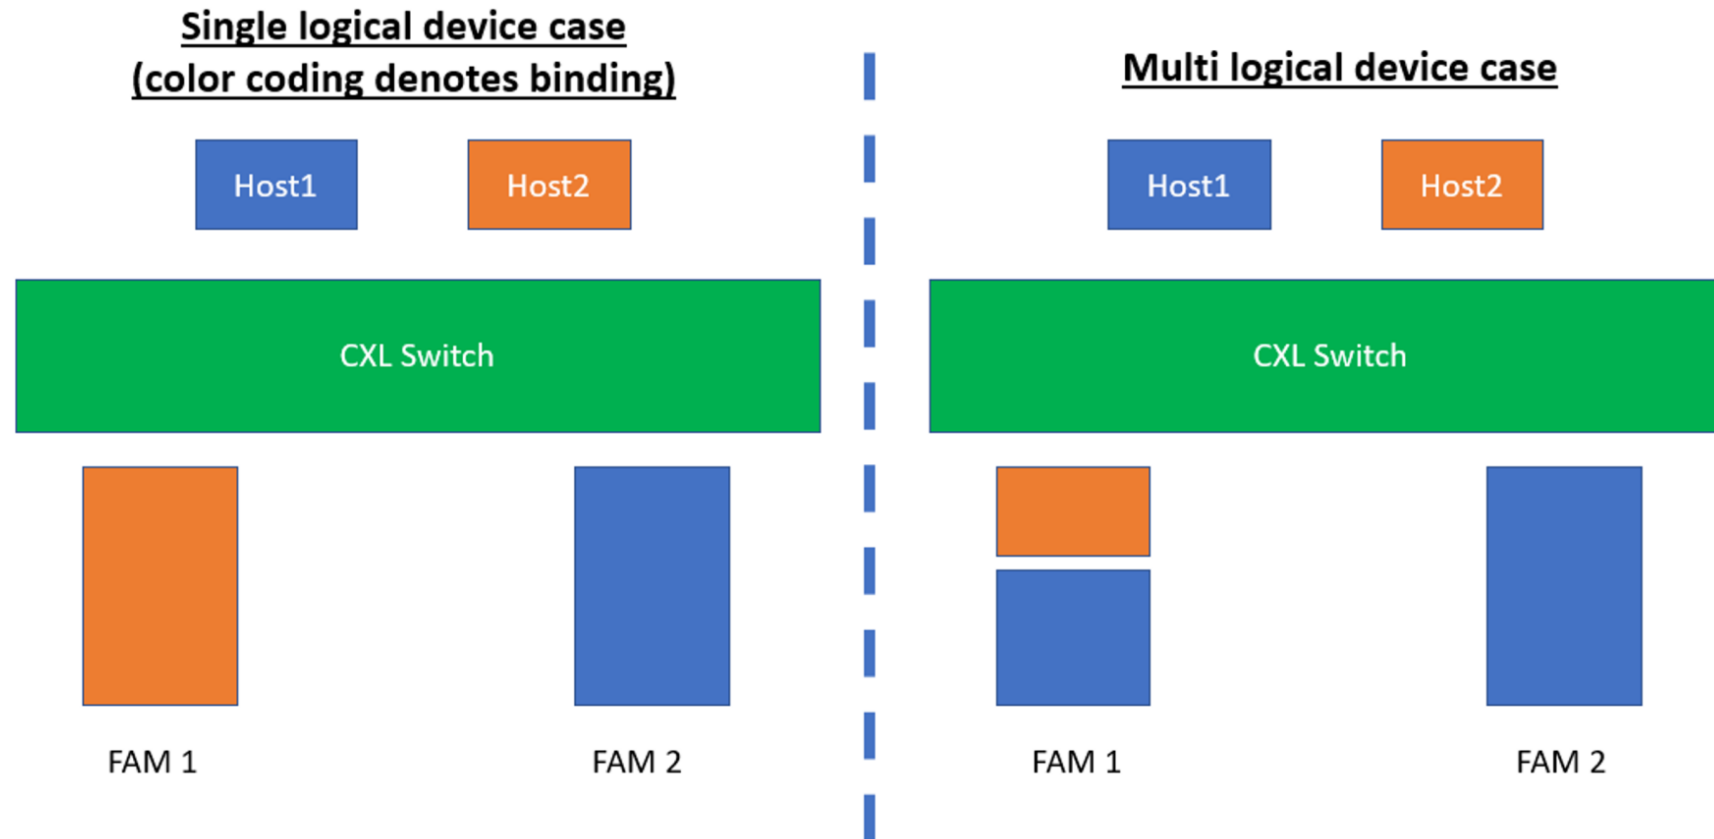 Single logical device case
(color coding denotes binding)
Host1
Host2
CXL Switch
FAM 1
FAM 2
Multi logical device case
Host1
Host2
CXL Switch
FAM 1
FAM 2